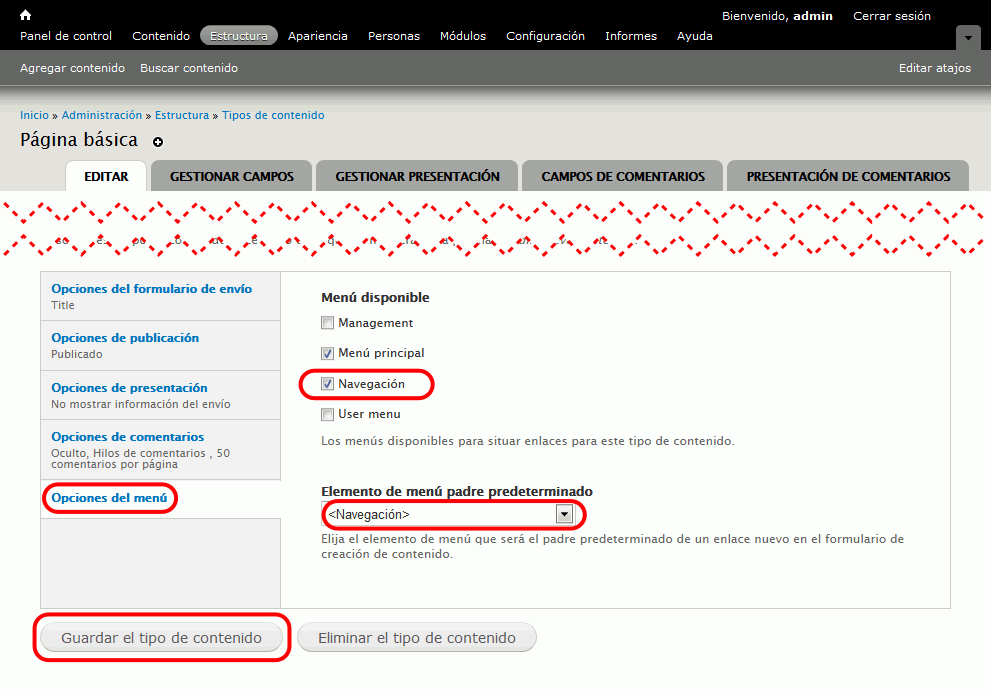 Bienvenido, admin Cerrar sesión
Panel de control Contenido Estructura Apariencia Personas Módulos Configuración Informes Ayuda
Agregar contenido Buscar contenido Editar atajos
Inicio » Administración » Estructura » Tipos de contenido
Página básica
EDITAR GESTIONAR CAMPOS GESTIONAR PRESENTACIÓN CAMPOS DE COMENTARIOS PRESENTACIÓN DE COMENTARIOS
Opciones del formulario de envío
Title
Opciones de publicación
Publicado
Opciones de presentación
No mostrar información del envío
Opciones de comentarios
Oculto, Hilos de comentarios , 50
comentarios por página
Opciones del menú
Menú disponible
Management
Menú principal
Navegación
User menu
Los menús disponibles para situar enlaces para este tipo de contenido.
Elemento de menú padre predeterminado
<Navegación>
Elija el elemento de menú que será el padre predeterminado de un enlace nuevo en el formulario de
creación de contenido.
Guardar el tipo de contenido Eliminar el tipo de contenido